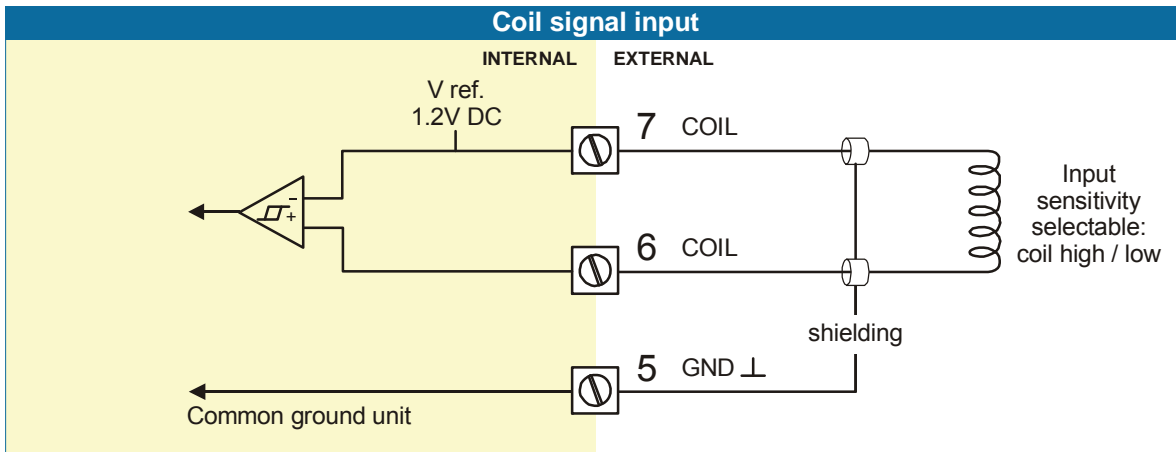 Coil signal input
INTERNAL EXTERNAL
V ref.
1.2V DC
7 COIL
-
+
6 COIL
Input
sensitivity
selectable:
coil high / low
shielding
5 GND ⊥
Common ground unit